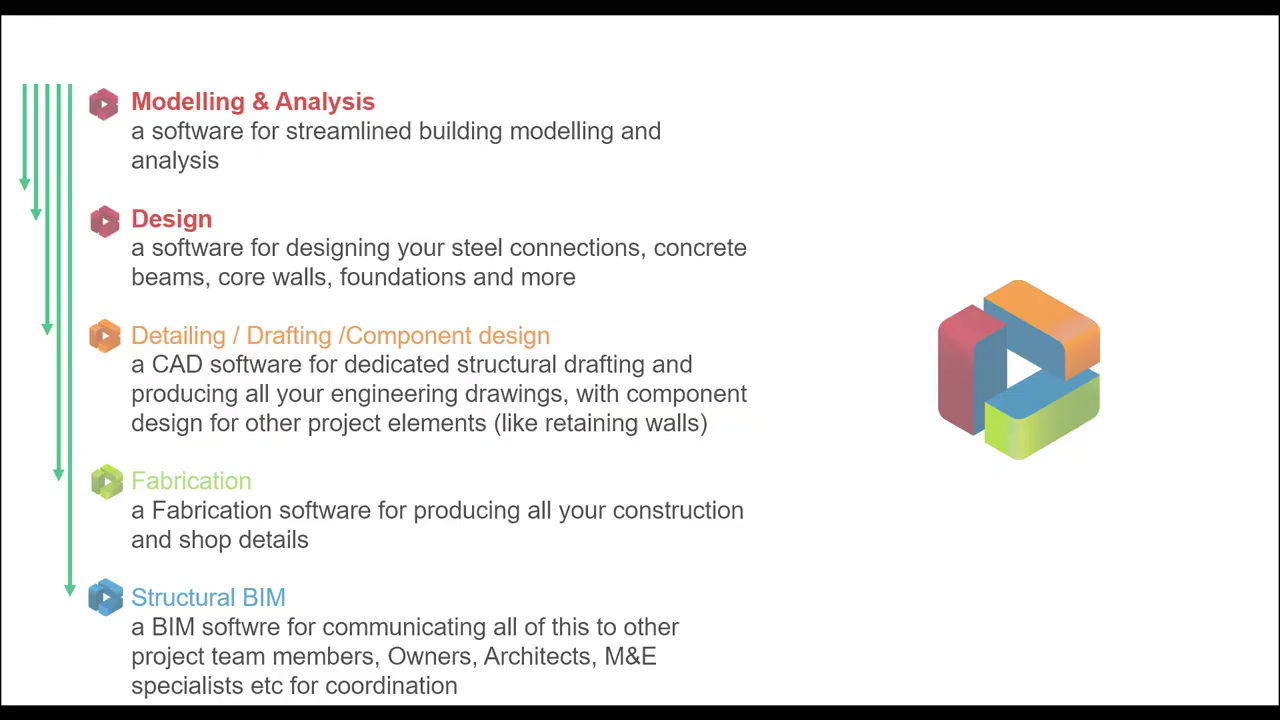 Modelling & Analysis
a software for streamlined building modelling and
analysis
Design
a software for designing your steel connections, concrete
beams, core walls, foundations and more
Detailing / Drafting /Component design
a CAD software for dedicated structural drafting and
producing all your engineering drawings, with component
design for other project elements (like retaining walls)
Fabrication
a Fabrication software for producing all your construction
and shop details
Structural BIM
a BIM softwre for communicating all of this to other
project team members, Owners, Architects, M&E
specialists etc for coordination